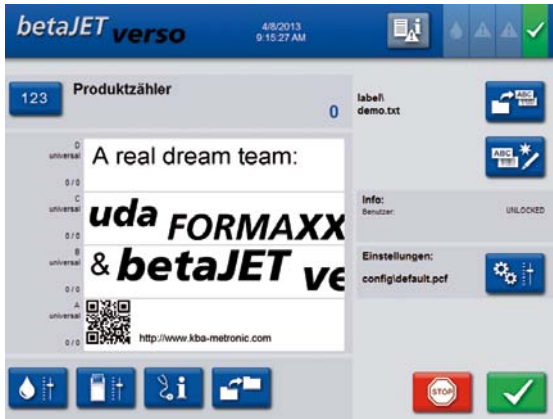 betaJET verso
4/8/2013
9:15:27 AM
123
Produktzähler
0
label\
demo.txt
ABC
ABC
D
universal
0 / 0
A real dream team:
C
universal
0 / 0
uda FORMAXX
B
universal
0 / 0
& betaJET ve
A
universal
0 / 0
http://www.kba-metronic.com
Info:
Benutzer:
UNLOCKED
Einstellungen:
config\default.pcf
STOP